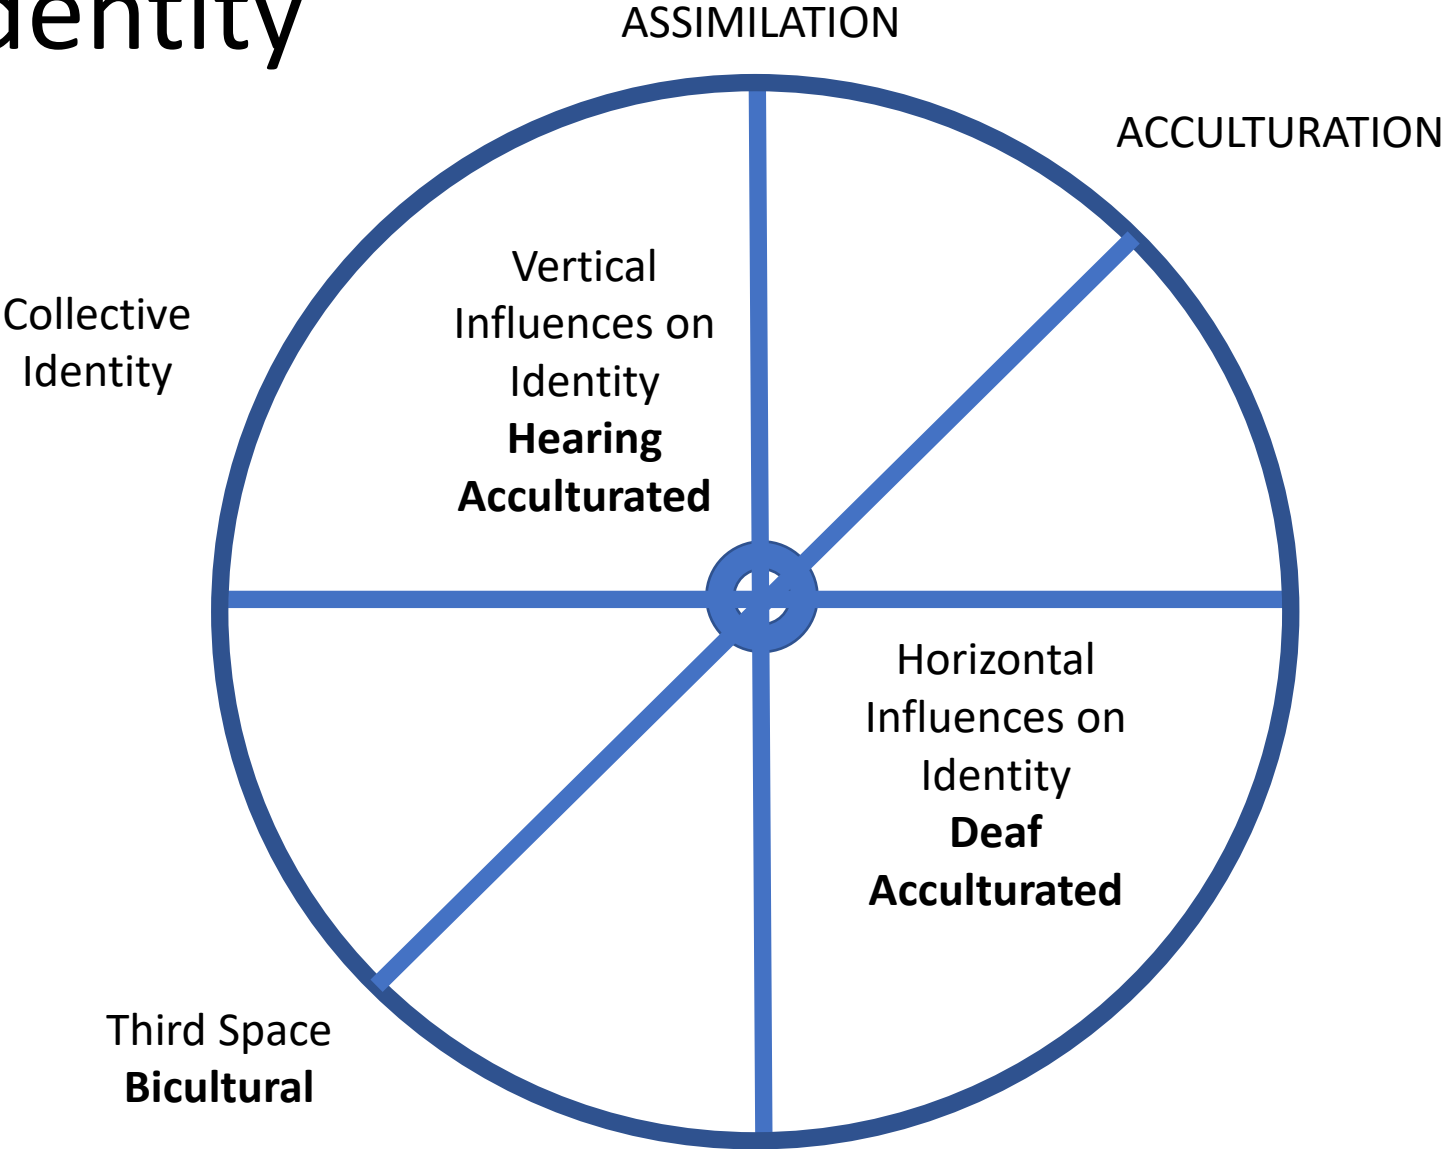 dentity
ASSIMILATION
ACCULTURATION
Vertical
Influences on
Identity
Hearing
Acculturated
Collective
Identity
Horizontal
Influences on
Identity
Deaf
Acculturated
Third Space
Bicultural